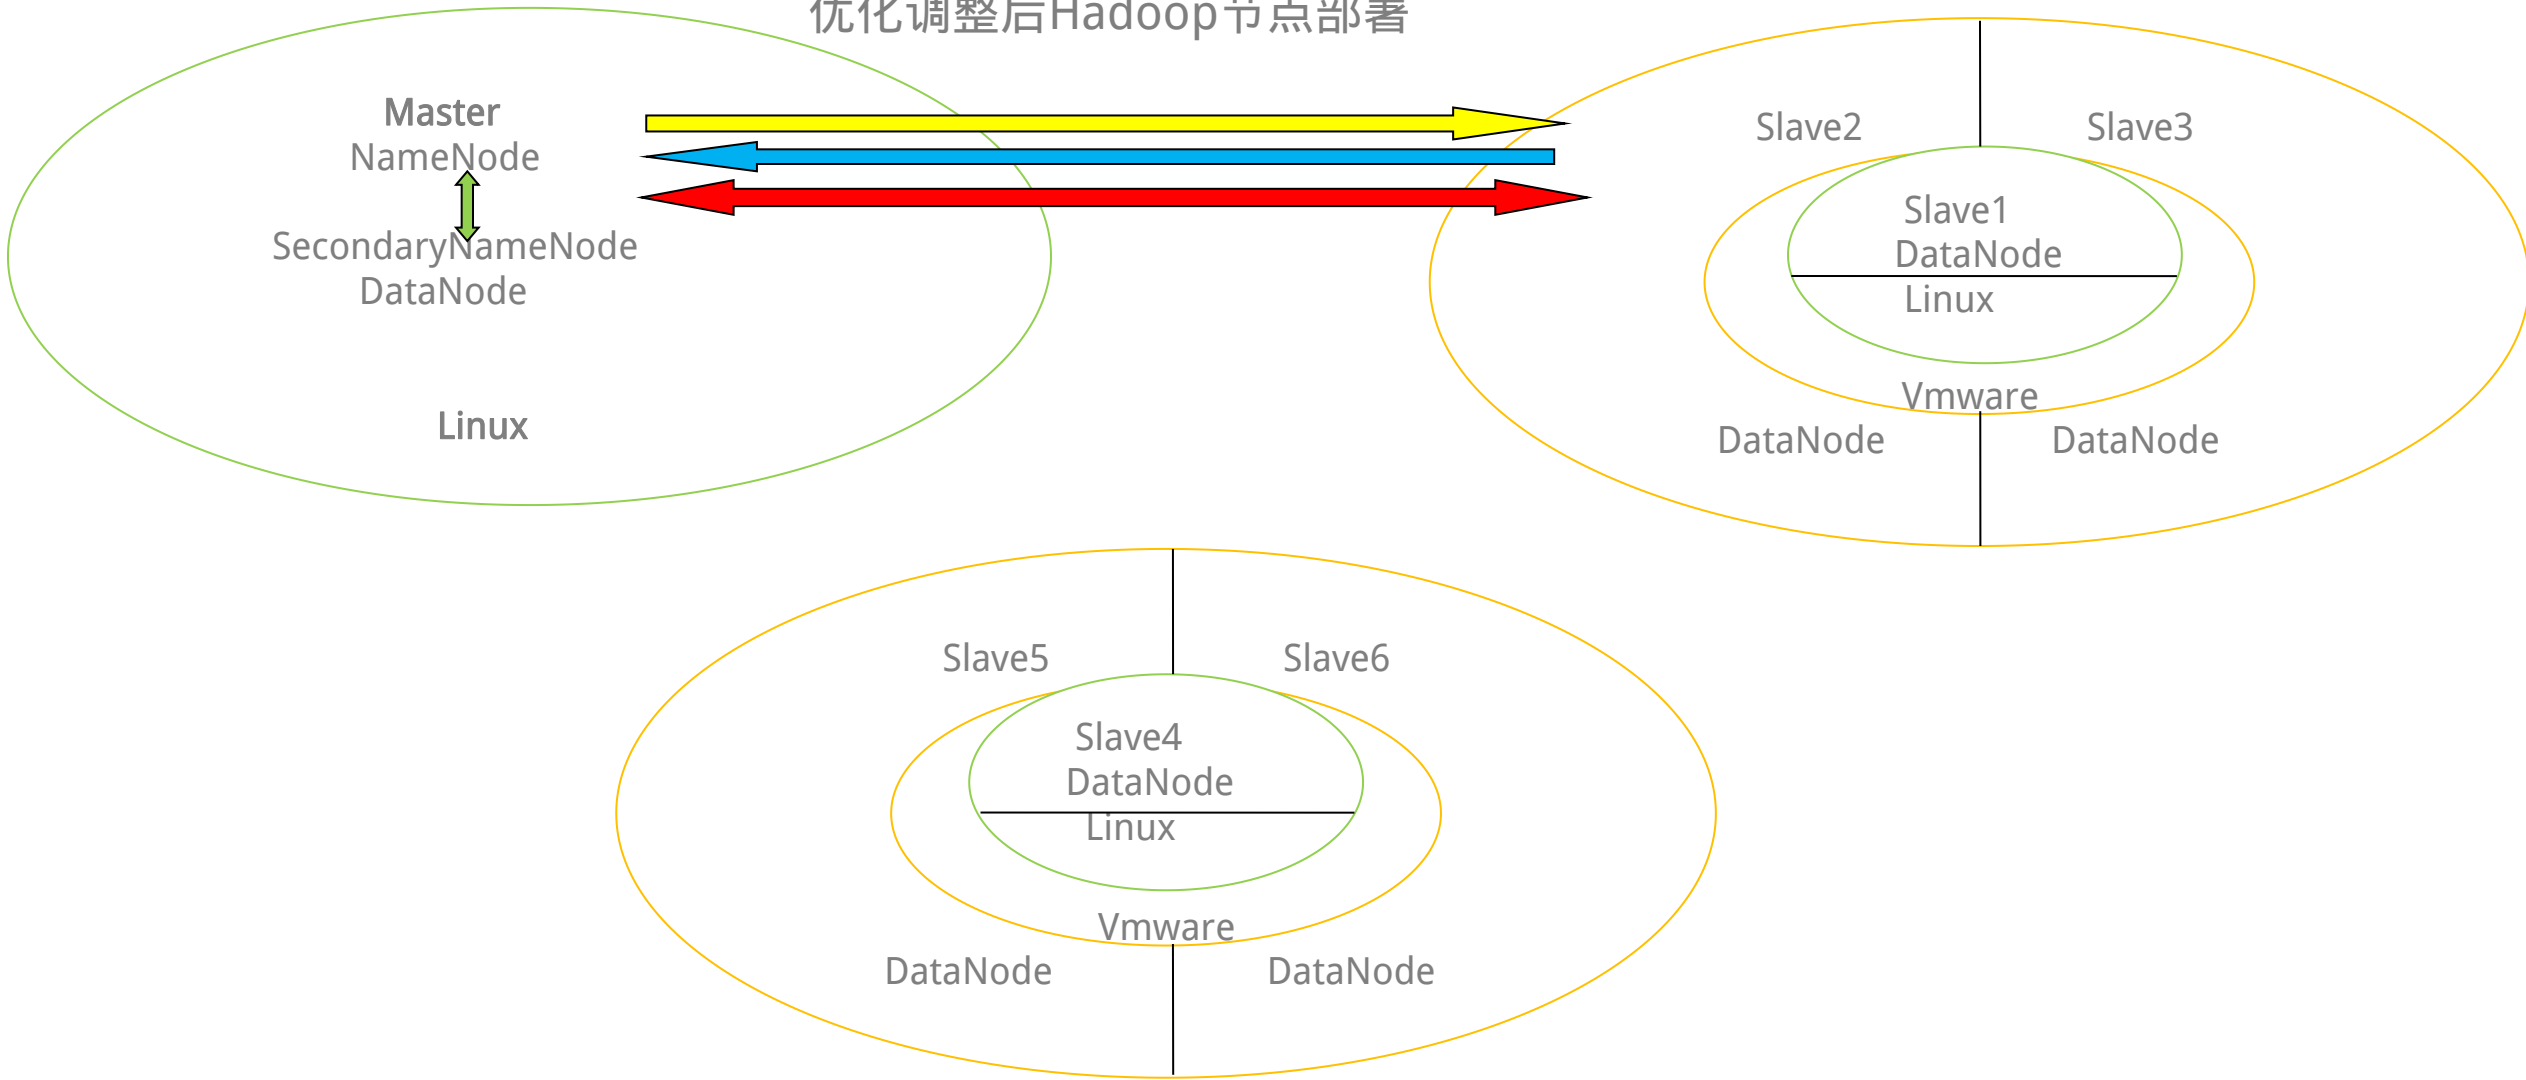 优化调整后Hadoop节点部署
Master
NameNode
SecondaryNameNode
DataNode
Linux
Slave2
Slave3
Slave1
DataNode
Linux
Vmware
DataNode
DataNode
Slave5
Slave6
Slave4
DataNode
Linux
Vmware
DataNode
DataNode